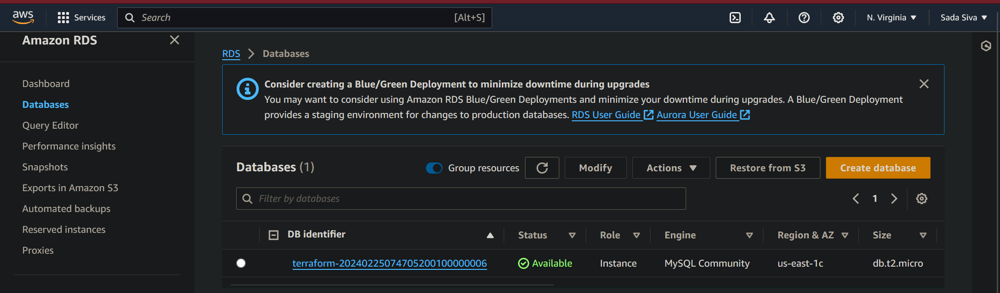 aws
Services
Search
[Alt+S]
N. Virginia
Sada Siva
Amazon RDS
Dashboard
Databases
Query Editor
Performance insights
Snapshots
Exports in Amazon S3
Automated backups
Reserved instances
Proxies
RDS
Databases
Consider creating a Blue/Green Deployment to minimize downtime during upgrades
You may want to consider using Amazon RDS Blue/Green Deployments and minimize your downtime during upgrades. A Blue/Green Deployment
provides a staging environment for changes to production databases. RDS User Guide Aurora User Guide
Databases (1)
Group resources
Modify
Actions
Restore from S3
Create database
Filter by databases
1
DB identifier
Status
Role
Engine
Region & AZ
Size
terraform-20240225074705200100000006
Available
Instance
MySQL Community
us-east-1c
db.t2.micro